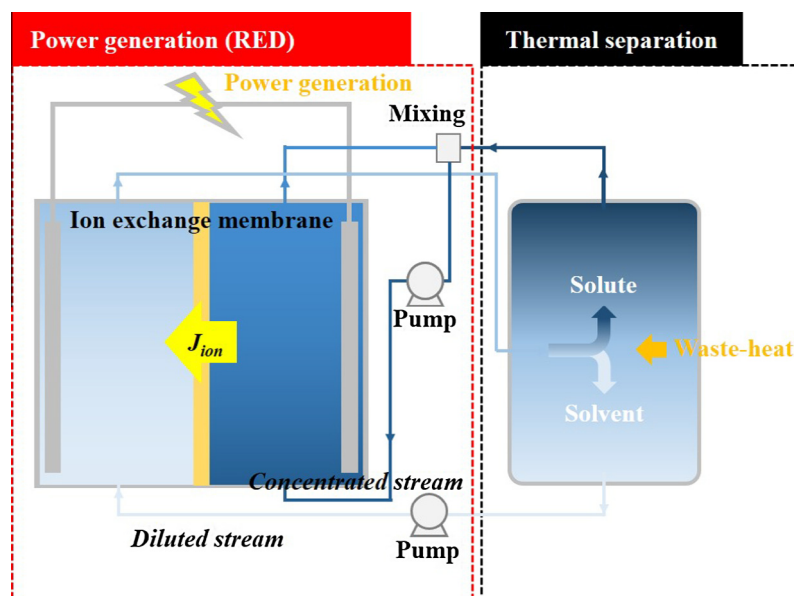 Power generation (RED)
Thermal separation
Power generation
Mixing
Ion exchange membrane
Pump
Solute
J_ion
Waste-heat
Solvent
Concentrated stream
Diluted stream
Pump